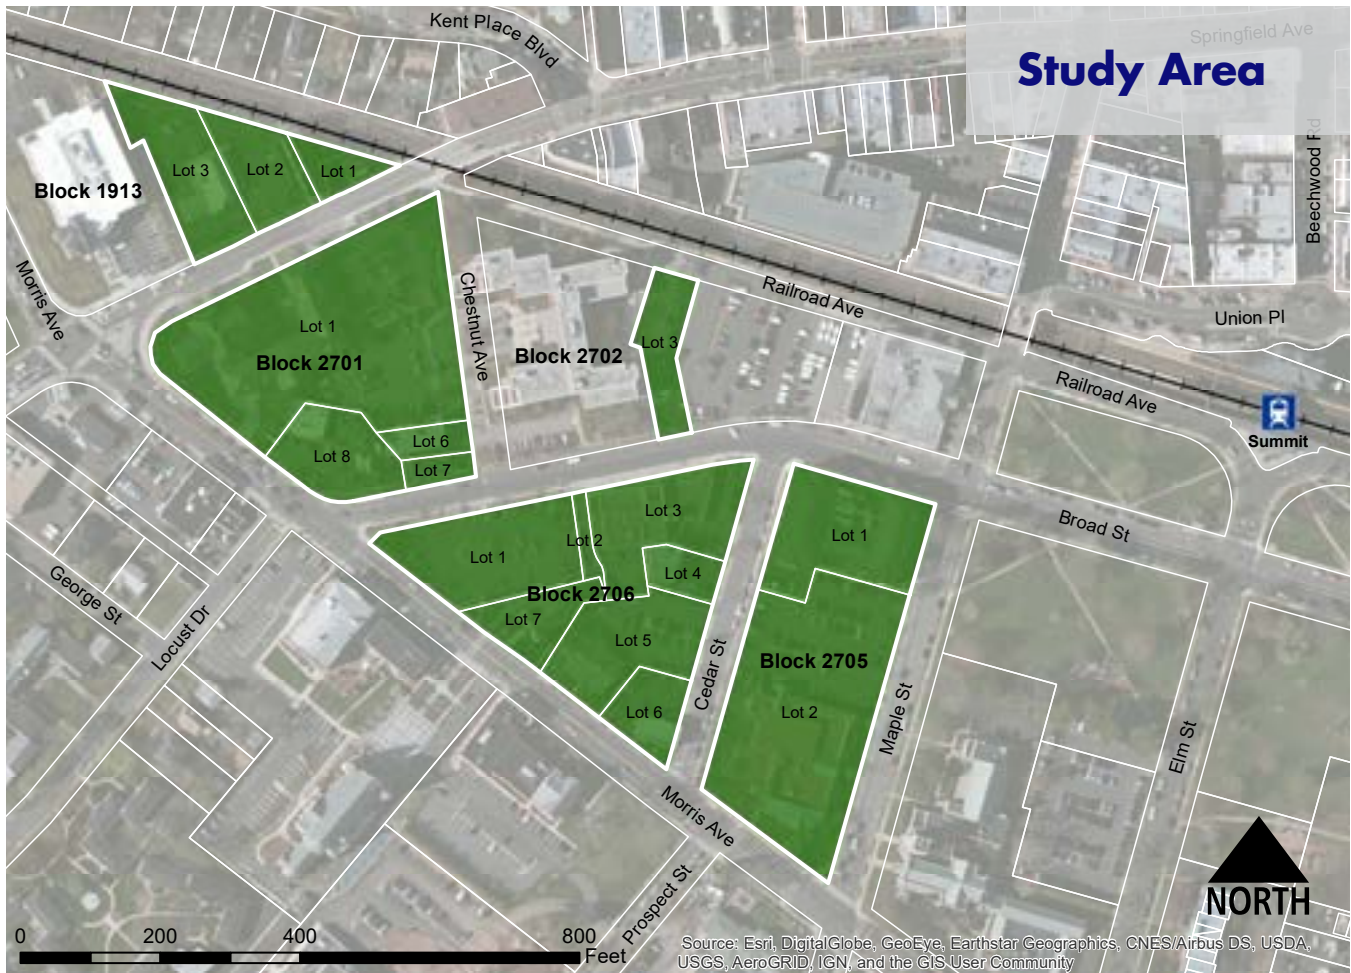 Kent Place Blvd
Springfield Ave
Study Area
Beechwood Rd
Lot 3
Lot 2
Lot 1
Block 1913
Morris Ave
Chestnut Ave
Railroad Ave
Union Pl
Lot 1
Block 2701
Block 2702
Lot 3
Railroad Ave
Summit
Lot 6
Lot 8
Lot 7
Lot 3
Lot 1
Lot 2
Lot 4
Block 2706
Lot 7
Lot 5
Lot 6
Lot 1
Broad St
Block 2705
Lot 2
George St
Locust Dr
Cedar St
Maple St
Elm St
Morris Ave
Prospect St
NORTH
0 200 400 800
Feet
Source: Esri, DigitalGlobe, GeoEye, Earthstar Geographics, CNES/Airbus DS, USDA,
USGS, AeroGRID, IGN, and the GIS User Community